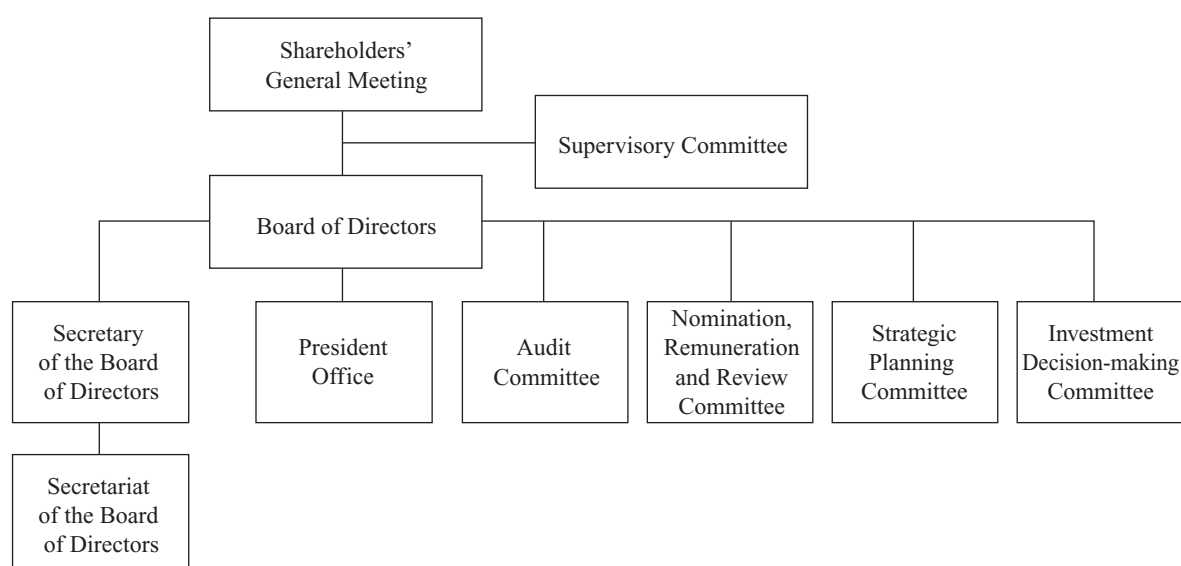 Shareholders’
General Meeting
Supervisory Committee
Board of Directors
Secretary
of the Board
of Directors
President
Office
Audit
Committee
Nomination,
Remuneration
and Review
Committee
Strategic
Planning
Committee
Investment
Decision-making
Committee
Secretariat
of the Board
of Directors